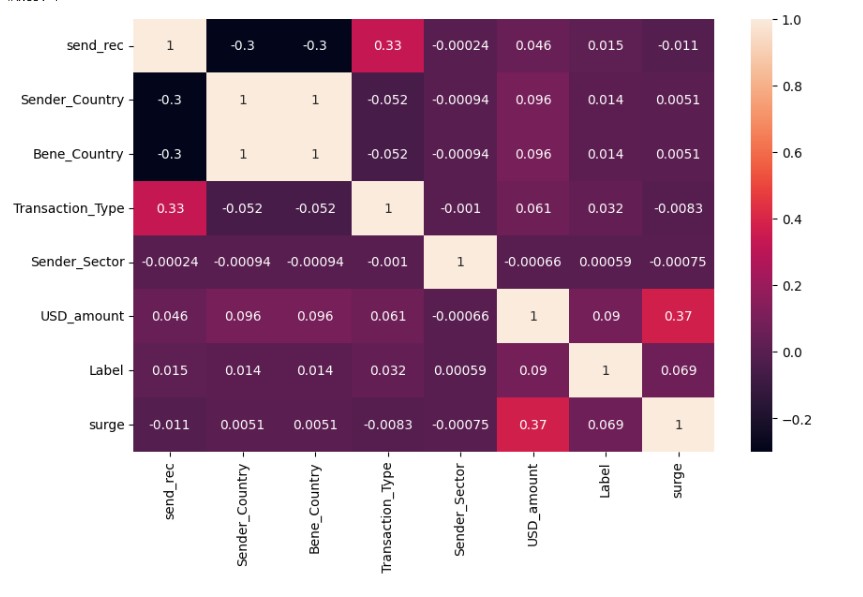 send_rec 1 -0.3 -0.3 0.33 -0.00024 0.046 0.015 -0.011
Sender_Country -0.3 1 1 -0.052 -0.00094 0.096 0.014 0.0051
Bene_Country -0.3 1 1 -0.052 -0.00094 0.096 0.014 0.0051
Transaction_Type 0.33 -0.052 -0.052 1 -0.001 0.061 0.032 -0.0083
Sender_Sector -0.00024 -0.00094 -0.00094 -0.001 1 -0.00066 0.00059 -0.00075
USD_amount 0.046 0.096 0.096 0.061 -0.00066 1 0.09 0.37
Label 0.015 0.014 0.014 0.032 0.00059 0.09 1 0.069
surge -0.011 0.0051 0.0051 -0.0083 -0.00075 0.37 0.069 1
send_rec
Sender_Country
Bene_Country
Transaction_Type
Sender_Sector
USD_amount
Label
surge
1.0
0.8
0.6
0.4
0.2
0.0
−0.2